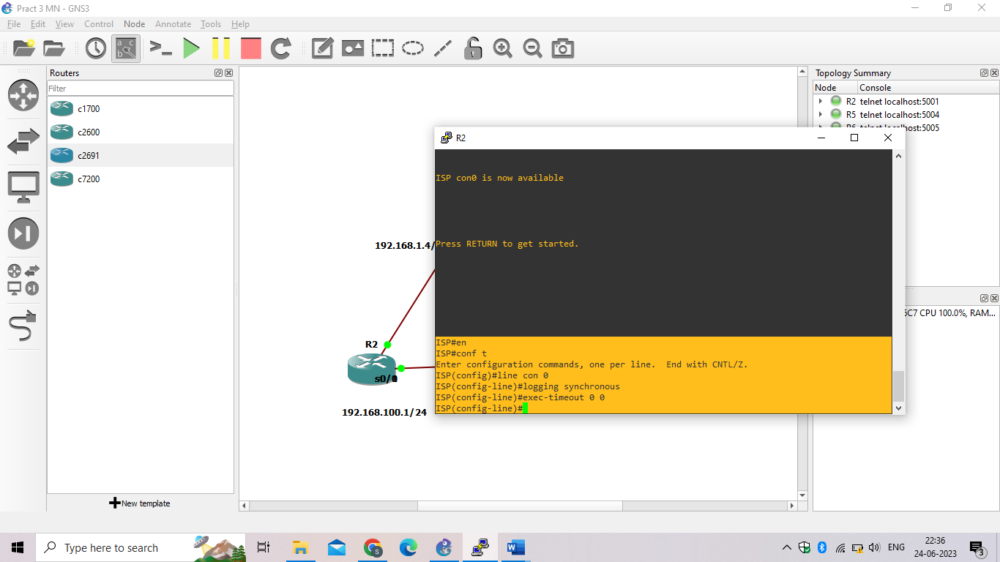 Pract 3 MN - GNS3
File Edit View Control Node Annotate Tools Help
Routers
Filter
c1700
c2600
c2691
c7200
New template
192.168.1.4/
R2
s0/0
192.168.100.1/24
R2
ISP con0 is now available
Press RETURN to get started.
ISP#en
ISP#conf t
Enter configuration commands, one per line.  End with CNTL/Z.
ISP(config)#line con 0
ISP(config-line)#logging synchronous
ISP(config-line)#exec-timeout 0 0
ISP(config-line)#
Topology Summary
Node Console
R2 telnet localhost:5001
R5 telnet localhost:5004
R6 telnet localhost:5005
CPU 100.0%, RAM...
Type here to search
ENG
22:36
24-06-2023
3